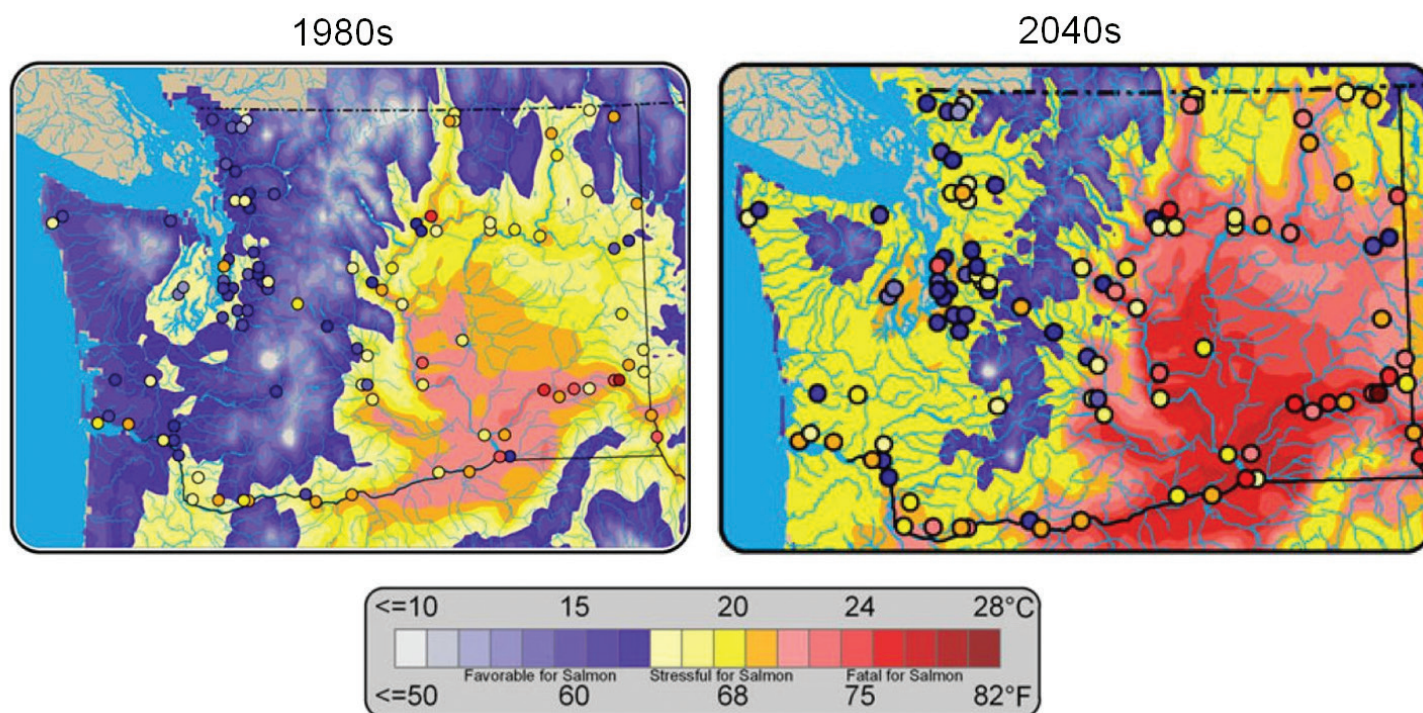 1980s
2040s
<=10 15 20 24 28°C
Favorable for Salmon Stressful for Salmon Fatal for Salmon
<=50 60 68 75 82°F